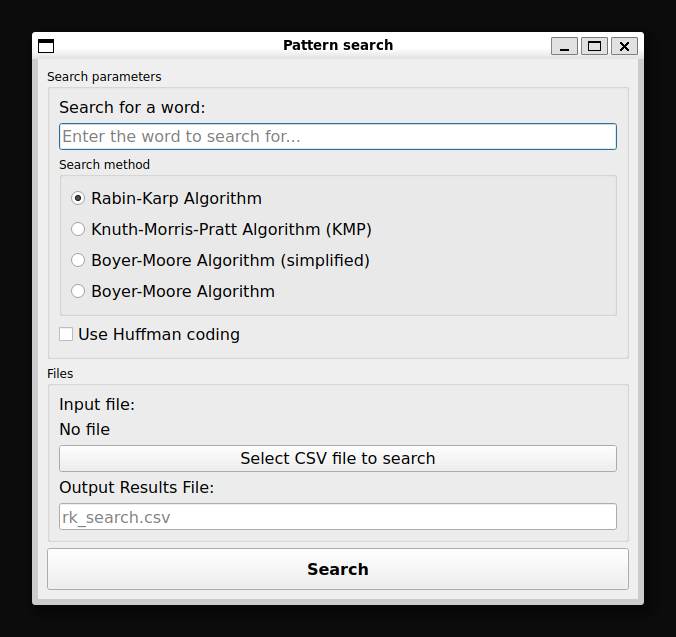 Pattern search
Search parameters
Search for a word:
Enter the word to search for...
Search method
Rabin-Karp Algorithm
Knuth-Morris-Pratt Algorithm (KMP)
Boyer-Moore Algorithm (simplified)
Boyer-Moore Algorithm
Use Huffman coding
Files
Input file:
No file
Select CSV file to search
Output Results File:
rk_search.csv
Search